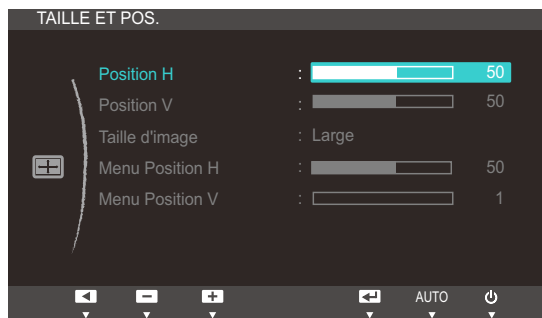 TAILLE ET POS.
Position H : 50
Position V : 50
Taille d'image : Large
Menu Position H : 50
Menu Position V : 1
AUTO